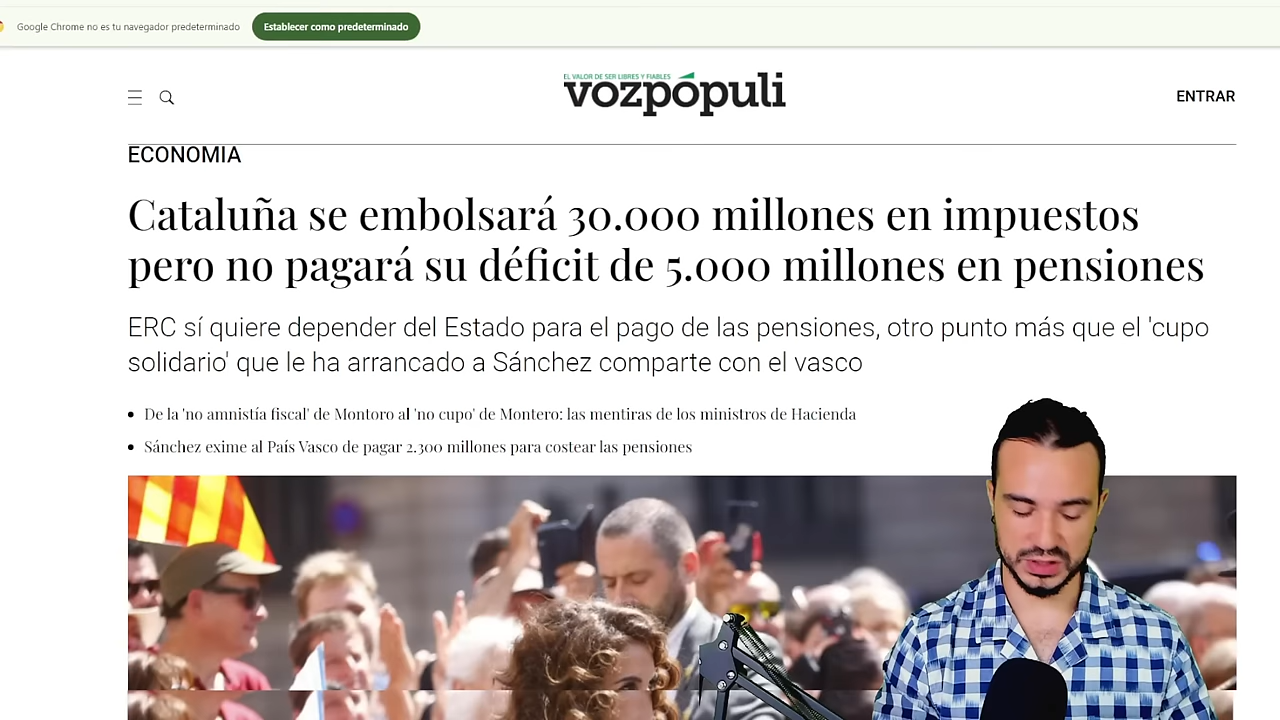 Google Chrome no es tu navegador predeterminado
Establecer como predeterminado
EL VALOR DE SER LIBRES Y FIABLES
vozpópuli
ENTRAR
ECONOMIA
Cataluña se embolsará 30.000 millones en impuestos
pero no pagará su déficit de 5.000 millones en pensiones
ERC sí quiere depender del Estado para el pago de las pensiones, otro punto más que el 'cupo
solidario' que le ha arrancado a Sánchez comparte con el vasco
De la 'no amnistía fiscal' de Montoro al 'no cupo' de Montero: las mentiras de los ministros de Hacienda
Sánchez exime al País Vasco de pagar 2.300 millones para costear las pensiones